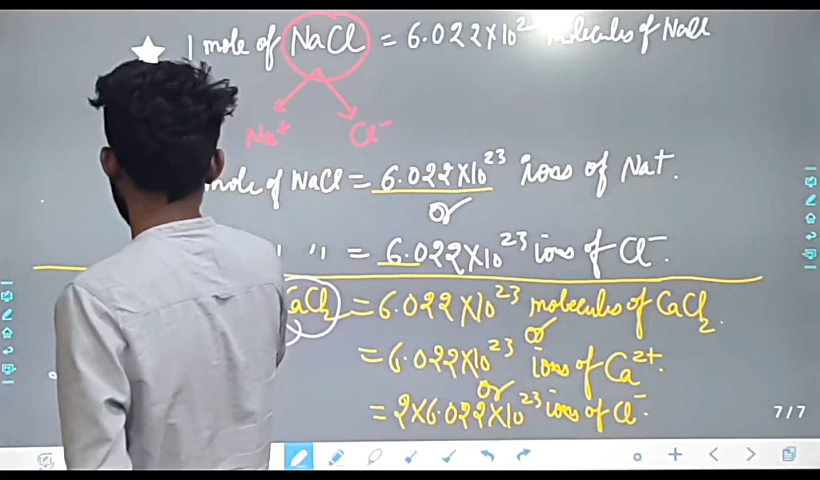 1 mole of NaCl = 6.022×10²  molecules of NaCl
Na⁺ Cl⁻
mole of NaCl = 6.022×10²³ ions of Na⁺.
or
" = 6.022×10²³ ions of Cl⁻.
aCl₂ = 6.022×10²³ molecules of CaCl₂.
or
= 6.022×10²³ ions of Ca²⁺.
or
= 2×6.022×10²³ ions of Cl⁻.
7/7